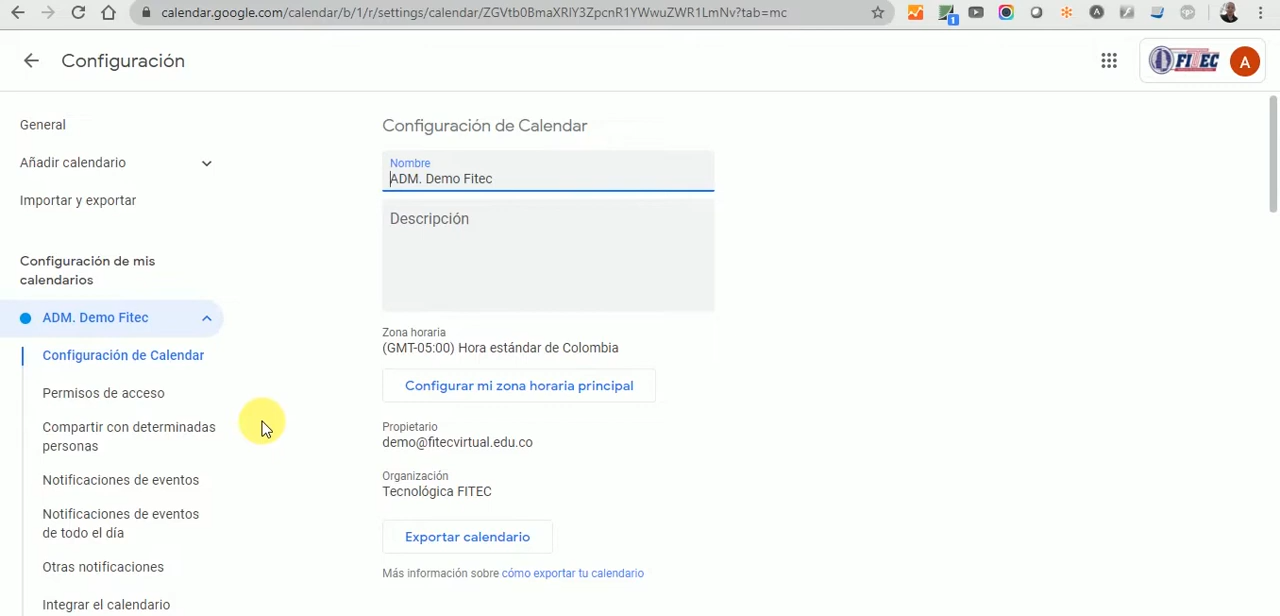 calendar.google.com/calendar/b/1/r/settings/calendar/ZGVtb0BmaXRlY3ZpcnR1YWwuZWR1LmNv?tab=mc
1
Configuración
FITEC
A
General
Añadir calendario
Importar y exportar
Configuración de mis
calendarios
ADM. Demo Fitec
Configuración de Calendar
Permisos de acceso
Compartir con determinadas
personas
Notificaciones de eventos
Notificaciones de eventos
de todo el día
Otras notificaciones
Integrar el calendario
Configuración de Calendar
Nombre
ADM. Demo Fitec
Descripción
Zona horaria
(GMT-05:00) Hora estándar de Colombia
Configurar mi zona horaria principal
Propietario
demo@fitecvirtual.edu.co
Organización
Tecnológica FITEC
Exportar calendario
Más información sobre cómo exportar tu calendario